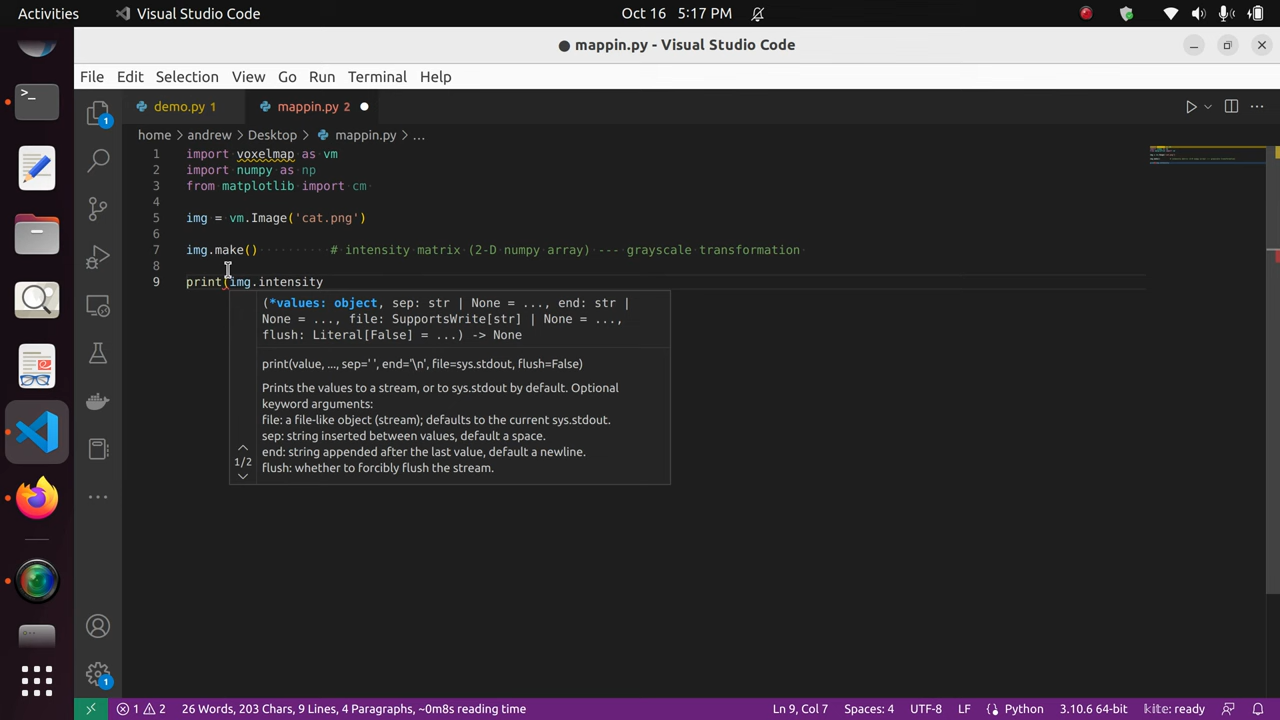 Activities Visual Studio Code Oct 16 5:17 PM
mappin.py - Visual Studio Code
File Edit Selection View Go Run Terminal Help
demo.py 1 mappin.py 2
home andrew Desktop mappin.py ...
1 import voxelmap as vm
2 import numpy as np
3 from matplotlib import cm
4
5 img = vm.Image('cat.png')
6
7 img.make() # intensity matrix (2-D numpy array) --- grayscale transformation
8
9 print(img.intensity
(*values: object, sep: str | None = ..., end: str |
None = ..., file: SupportsWrite[str] | None = ...,
flush: Literal[False] = ...) -> None
print(value, ..., sep=' ', end='\n', file=sys.stdout, flush=False)
Prints the values to a stream, or to sys.stdout by default. Optional
keyword arguments:
file: a file-like object (stream); defaults to the current sys.stdout.
sep: string inserted between values, default a space.
1/2
end: string appended after the last value, default a newline.
flush: whether to forcibly flush the stream.
1
1
1 2 26 Words, 203 Chars, 9 Lines, 4 Paragraphs, ~0m8s reading time Ln 9, Col 7 Spaces: 4 UTF-8 LF Python 3.10.6 64-bit kite: ready